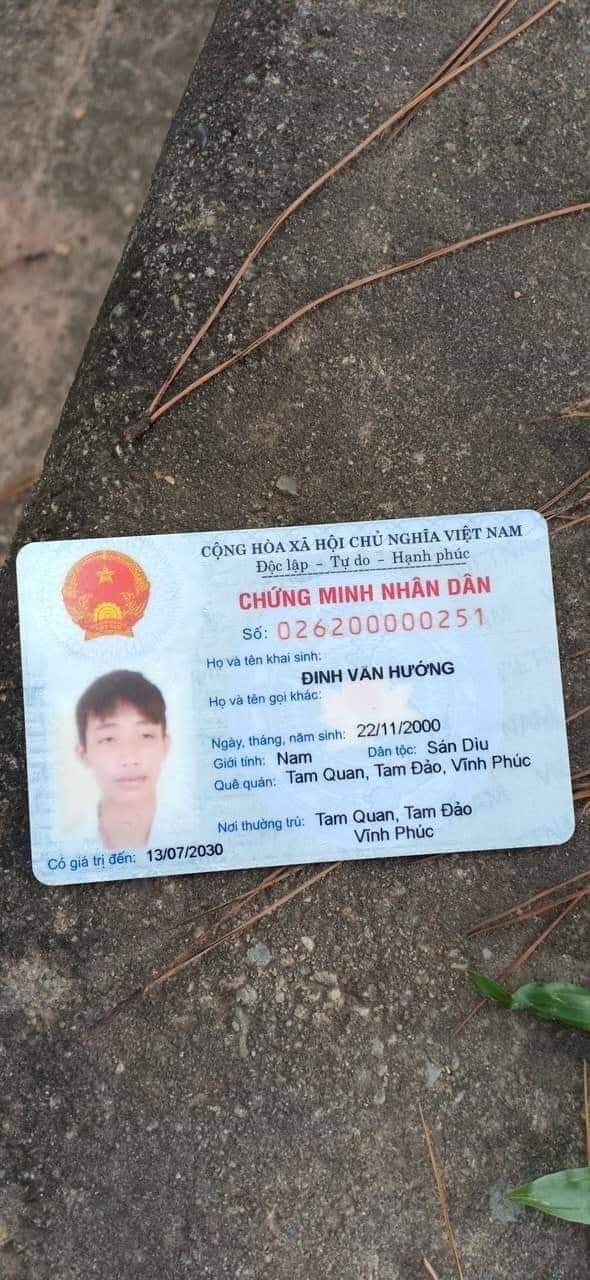 CỘNG HÒA XÃ HỘI CHỦ NGHĨA VIỆT NAM
Độc lập - Tự do - Hạnh phúc
CHỨNG MINH NHÂN DÂN
Số: 026200000251
Họ và tên khai sinh:
ĐINH VĂN HƯỚNG
Họ và tên gọi khác:
Ngày, tháng, năm sinh: 22/11/2000
Giới tính: Nam Dân tộc: Sán Dìu
Quê quán: Tam Quan, Tam Đảo, Vĩnh Phúc
Nơi thường trú: Tam Quan, Tam Đảo
Vĩnh Phúc
Có giá trị đến: 13/07/2030